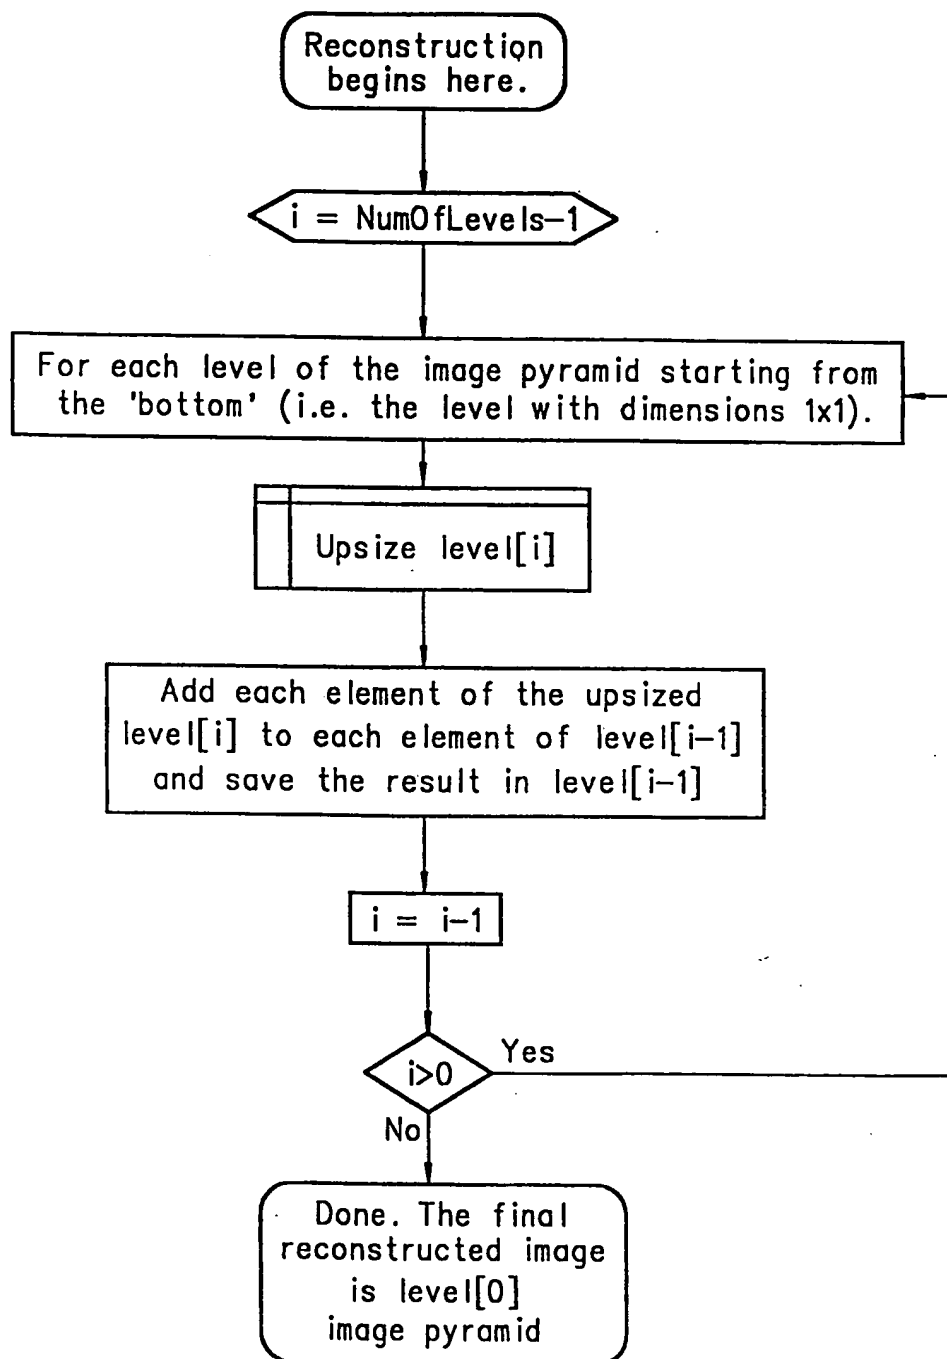 Reconstruction
begins here.
i = NumOfLevels-1
For each level of the image pyramid starting from
the 'bottom' (i.e. the level with dimensions 1x1).
Upsize level[i]
Add each element of the upsized
level[i] to each element of level[i-1]
and save the result in level[i-1]
i = i-1
i>0
Yes
No
Done. The final
reconstructed image
is level[0]
image pyramid